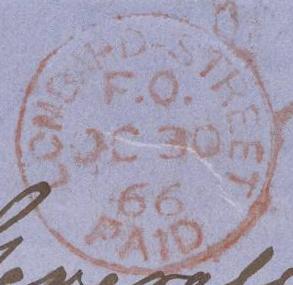 LOMBARD-STREET
F.O.
OC 30
66
PAID